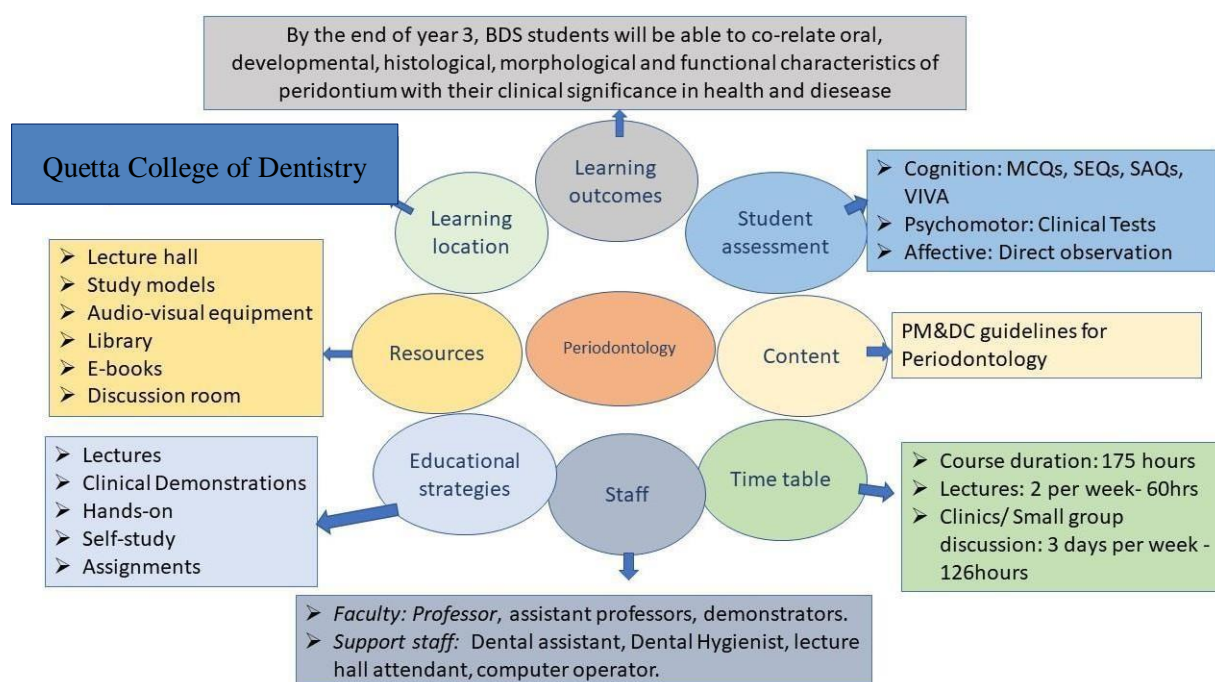 By the end of year 3, BDS students will be able to co-relate oral,
developmental, histological, morphological and functional characteristics of
peridontium with their clinical significance in health and diesease
Quetta College of Dentistry
Learning
outcomes
Learning
location
Student
assessment
➤ Cognition: MCQs, SEQs, SAQs,
VIVA
➤ Psychomotor: Clinical Tests
➤ Affective: Direct observation
➤ Lecture hall
➤ Study models
➤ Audio-visual equipment
➤ Library
➤ E-books
➤ Discussion room
Resources
Periodontology
Content
PM&DC guidelines for
Periodontology
➤ Lectures
➤ Clinical Demonstrations
➤ Hands-on
➤ Self-study
➤ Assignments
Educational
strategies
Staff
Time table
➤ Course duration: 175 hours
➤ Lectures: 2 per week- 60hrs
➤ Clinics/ Small group
discussion: 3 days per week -
126hours
➤ Faculty: Professor, assistant professors, demonstrators.
➤ Support staff: Dental assistant, Dental Hygienist, lecture
hall attendant, computer operator.